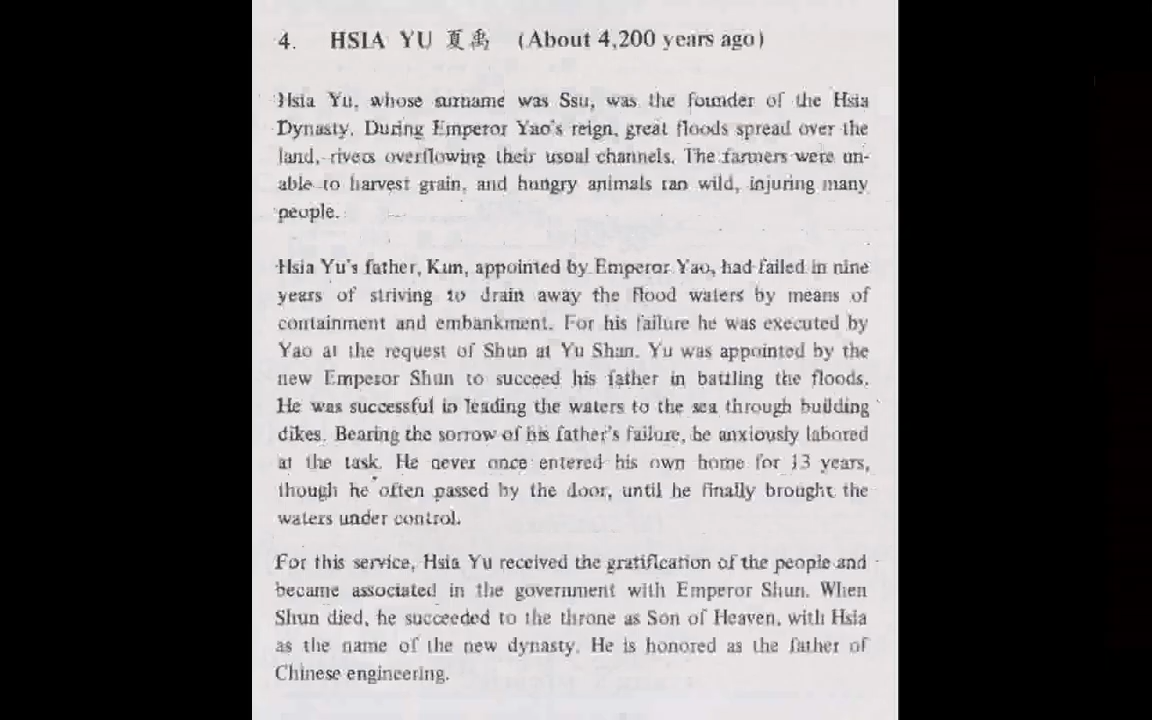 4. HSIA YU 夏禹 (About 4,200 years ago)
Hsia Yu, whose surname was Ssu, was the founder of the Hsia
Dynasty. During Emperor Yao's reign, great floods spread over the
land, rivers overflowing their usual channels. The farmers were un-
able to harvest grain, and hungry animals ran wild, injuring many
people.
Hsia Yu's father, Kun, appointed by Emperor Yao, had failed in nine
years of striving to drain away the flood waters by means of
containment and embankment. For his failure he was executed by
Yao at the request of Shun at Yu Shan. Yu was appointed by the
new Emperor Shun to succeed his father in battling the floods.
He was successful in leading the waters to the sea through building
dikes. Bearing the sorrow of his father's failure, he anxiously labored
at the task. He never once entered his own home for 13 years,
though he often passed by the door, until he finally brought the
waters under control.
For this service, Hsia Yu received the gratification of the people and
became associated in the government with Emperor Shun. When
Shun died, he succeeded to the throne as Son of Heaven, with Hsia
as the name of the new dynasty. He is honored as the father of
Chinese engineering.